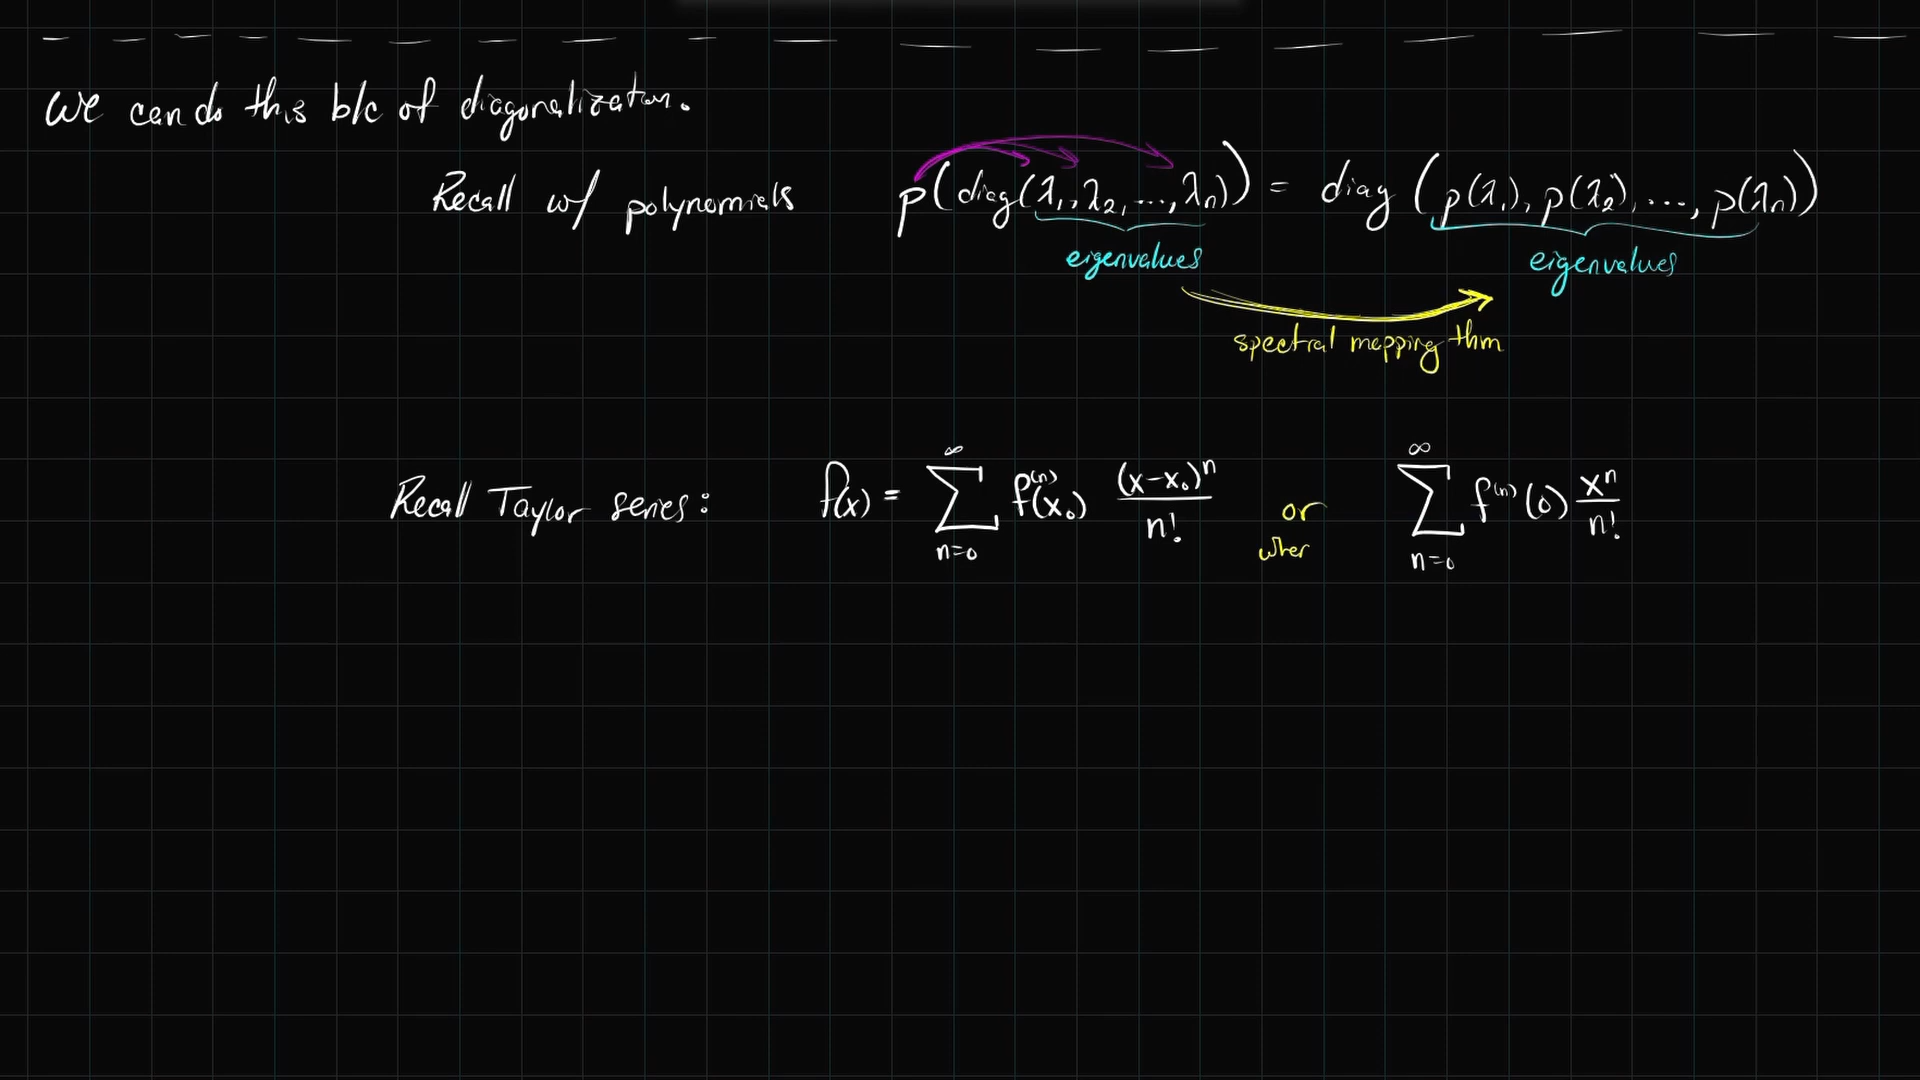 We can do this b/c of diagonalization.
Recall w/ polynomials p(diag(λ₁, λ₂, ..., λn)) = diag (p(λ₁), p(λ₂), ..., p(λn))
eigenvalues eigenvalues
spectral mapping thm
Recall Taylor series: f(x) = ∑_{n=0}^{∞} f^{(n)}(x₀) (x-x₀)^n / n! or ∑_{n=0}^{∞} f^{(n)}(0) x^n / n!
wher